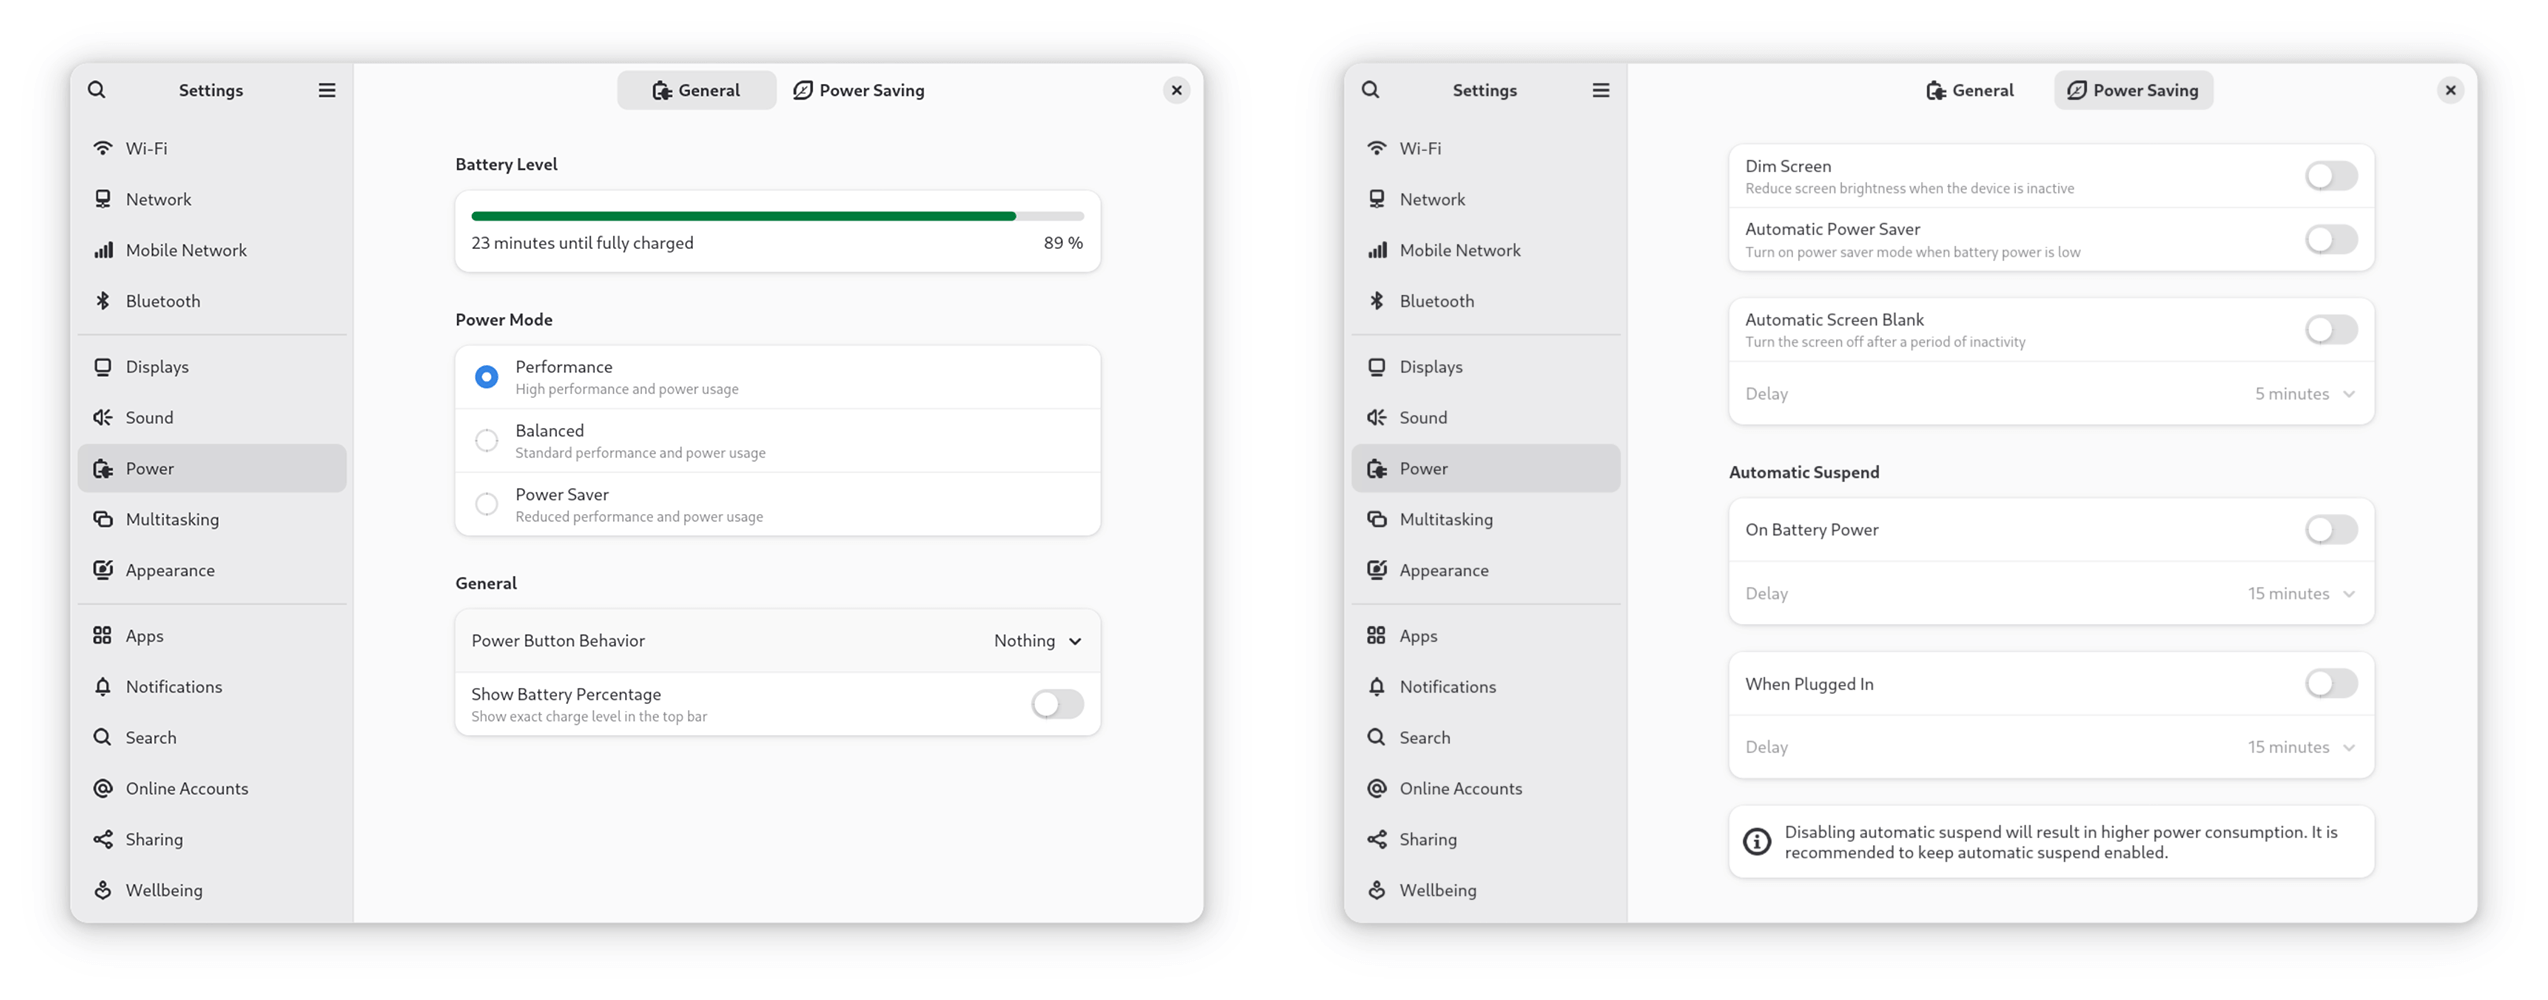 Settings
Wi-Fi
Network
Mobile Network
Bluetooth
Displays
Sound
Power
Multitasking
Appearance
Apps
Notifications
Search
Online Accounts
Sharing
Wellbeing
General
Power Saving
Battery Level
23 minutes until fully charged
89 %
Power Mode
Performance
High performance and power usage
Balanced
Standard performance and power usage
Power Saver
Reduced performance and power usage
General
Power Button Behavior
Nothing
Show Battery Percentage
Show exact charge level in the top bar
Settings
Wi-Fi
Network
Mobile Network
Bluetooth
Displays
Sound
Power
Multitasking
Appearance
Apps
Notifications
Search
Online Accounts
Sharing
Wellbeing
General
Power Saving
Dim Screen
Reduce screen brightness when the device is inactive
Automatic Power Saver
Turn on power saver mode when battery power is low
Automatic Screen Blank
Turn the screen off after a period of inactivity
Delay
5 minutes
Automatic Suspend
On Battery Power
Delay
15 minutes
When Plugged In
Delay
15 minutes
Disabling automatic suspend will result in higher power consumption. It is
recommended to keep automatic suspend enabled.